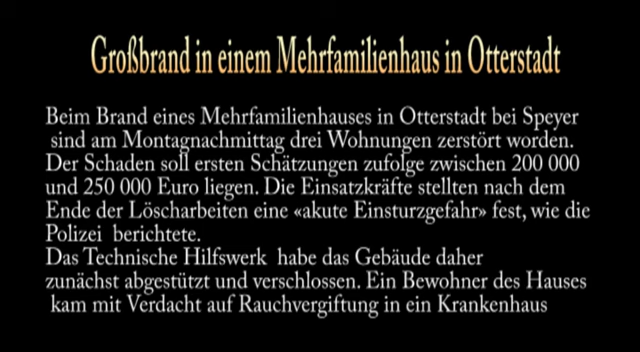 Großbrand in einem Mehrfamilienhaus in Otterstadt
Beim Brand eines Mehrfamilienhauses in Otterstadt bei Speyer
sind am Montagnachmittag drei Wohnungen zerstört worden.
Der Schaden soll ersten Schätzungen zufolge zwischen 200 000
und 250 000 Euro liegen. Die Einsatzkräfte stellten nach dem
Ende der Löscharbeiten eine «akute Einsturzgefahr» fest, wie die
Polizei berichtete.
Das Technische Hilfswerk habe das Gebäude daher
zunächst abgestützt und verschlossen. Ein Bewohner des Hauses
kam mit Verdacht auf Rauchvergiftung in ein Krankenhaus